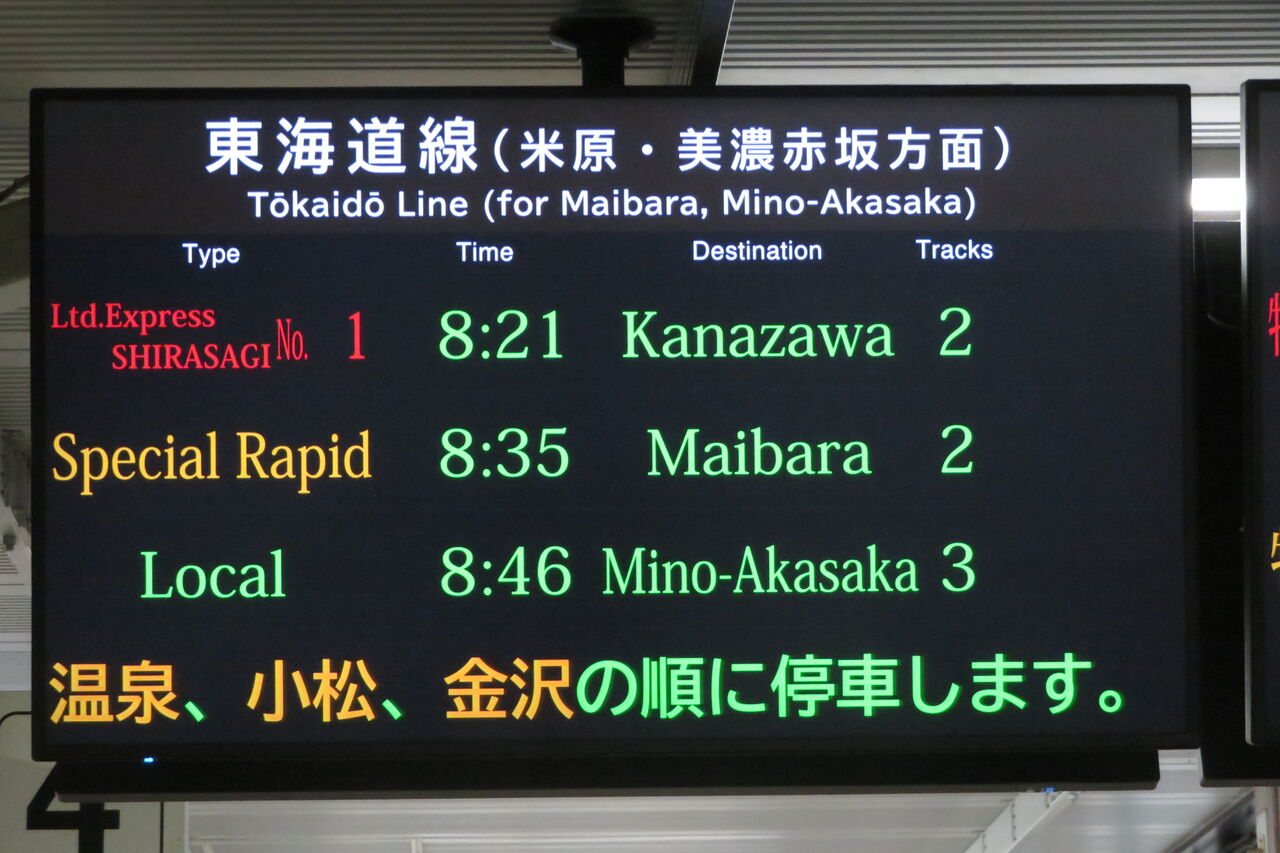 東海道線(米原・美濃赤坂方面)
Tōkaidō Line (for Maibara, Mino-Akasaka)
Type Time Destination Tracks
Ltd.Express
SHIRASAGI No. 1 8:21 Kanazawa 2
Special Rapid 8:35 Maibara 2
Local 8:46 Mino-Akasaka 3
温泉、小松、金沢の順に停車します。
4